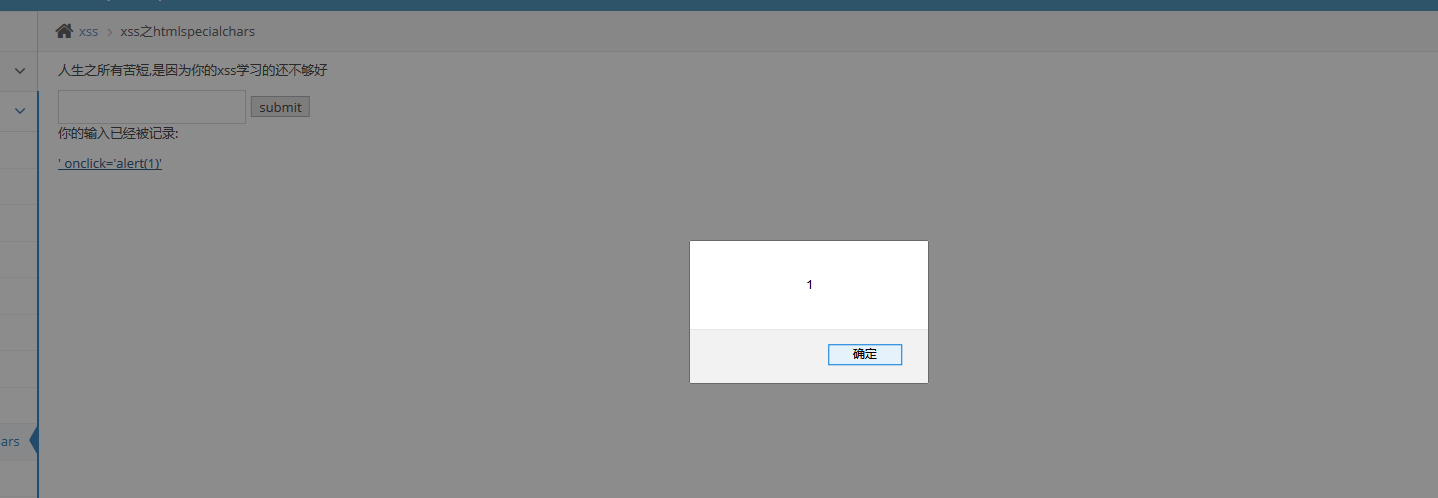 xss
xss之htmlspecialchars
人生之所有苦短,是因为你的xss学习的还不够好
submit
你的输入已经被记录:
' onclick='alert(1)'
1
确定
ars